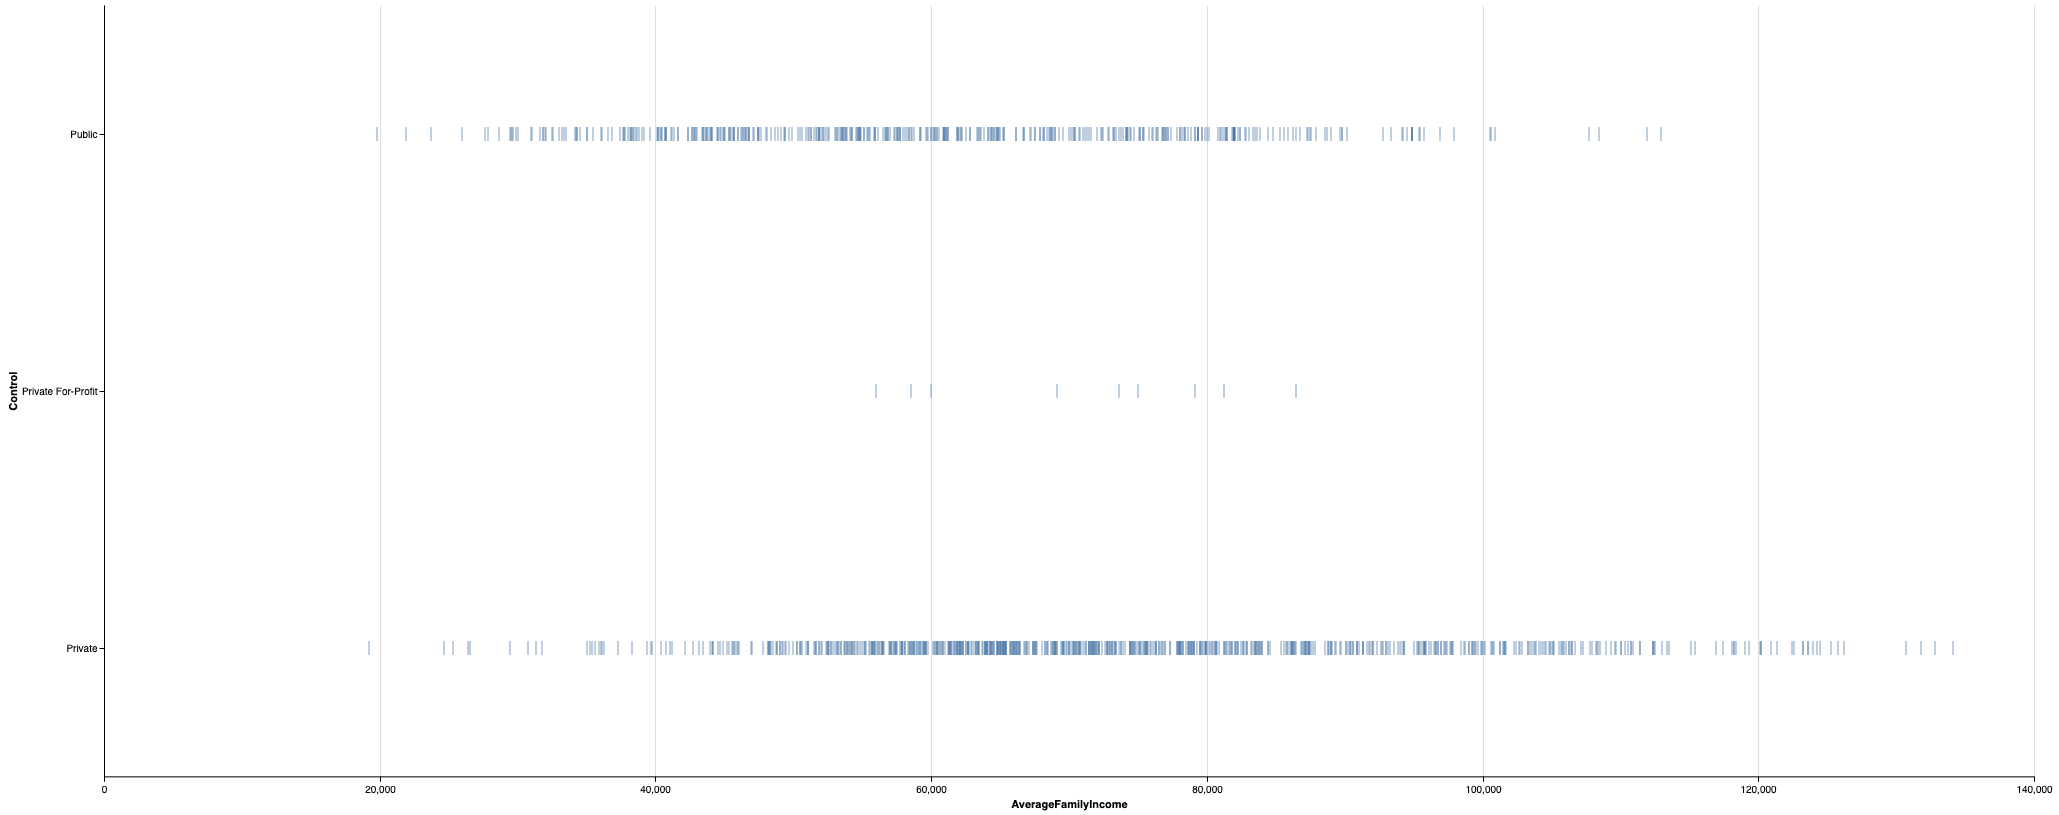 Public
Private For-Profit
Private
Control
0
20,000
40,000
60,000
80,000
100,000
120,000
140,000
AverageFamilyIncome